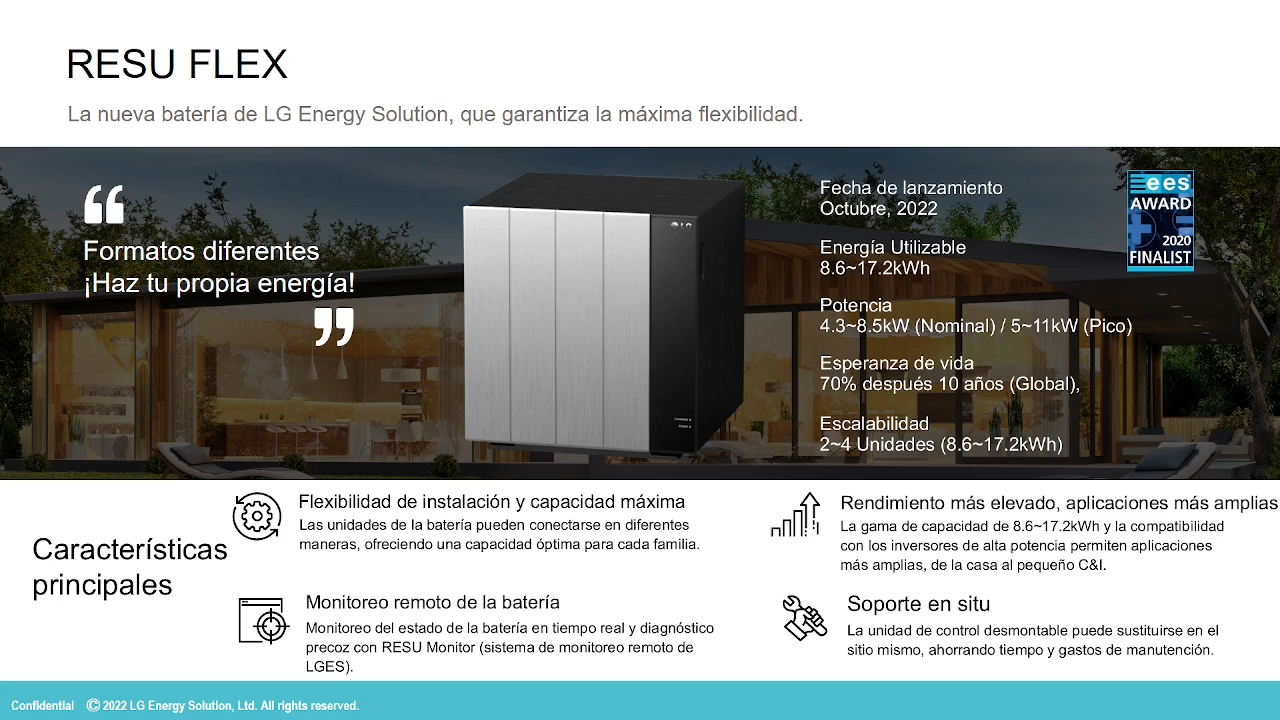 RESU FLEX
La nueva batería de LG Energy Solution, que garantiza la máxima flexibilidad.
“
Formatos diferentes
¡Haz tu propia energía!
”
LG
Fecha de lanzamiento
Octubre, 2022
Energía Utilizable
8.6~17.2kWh
Potencia
4.3~8.5kW (Nominal) / 5~11kW (Pico)
Esperanza de vida
70% después 10 años (Global),
Escalabilidad
2~4 Unidades (8.6~17.2kWh)
ees
AWARD
2020
FINALIST
Características
principales
Flexibilidad de instalación y capacidad máxima
Las unidades de la batería pueden conectarse en diferentes
maneras, ofreciendo una capacidad óptima para cada familia.
Rendimiento más elevado, aplicaciones más amplias
La gama de capacidad de 8.6~17.2kWh y la compatibilidad
con los inversores de alta potencia permiten aplicaciones
más amplias, de la casa al pequeño C&I.
Monitoreo remoto de la batería
Monitoreo del estado de la batería en tiempo real y diagnóstico
precoz con RESU Monitor (sistema de monitoreo remoto de
LGES).
Soporte en situ
La unidad de control desmontable puede sustituirse en el
sitio mismo, ahorrando tiempo y gastos de manutención.
Confidential © 2022 LG Energy Solution, Ltd. All rights reserved.